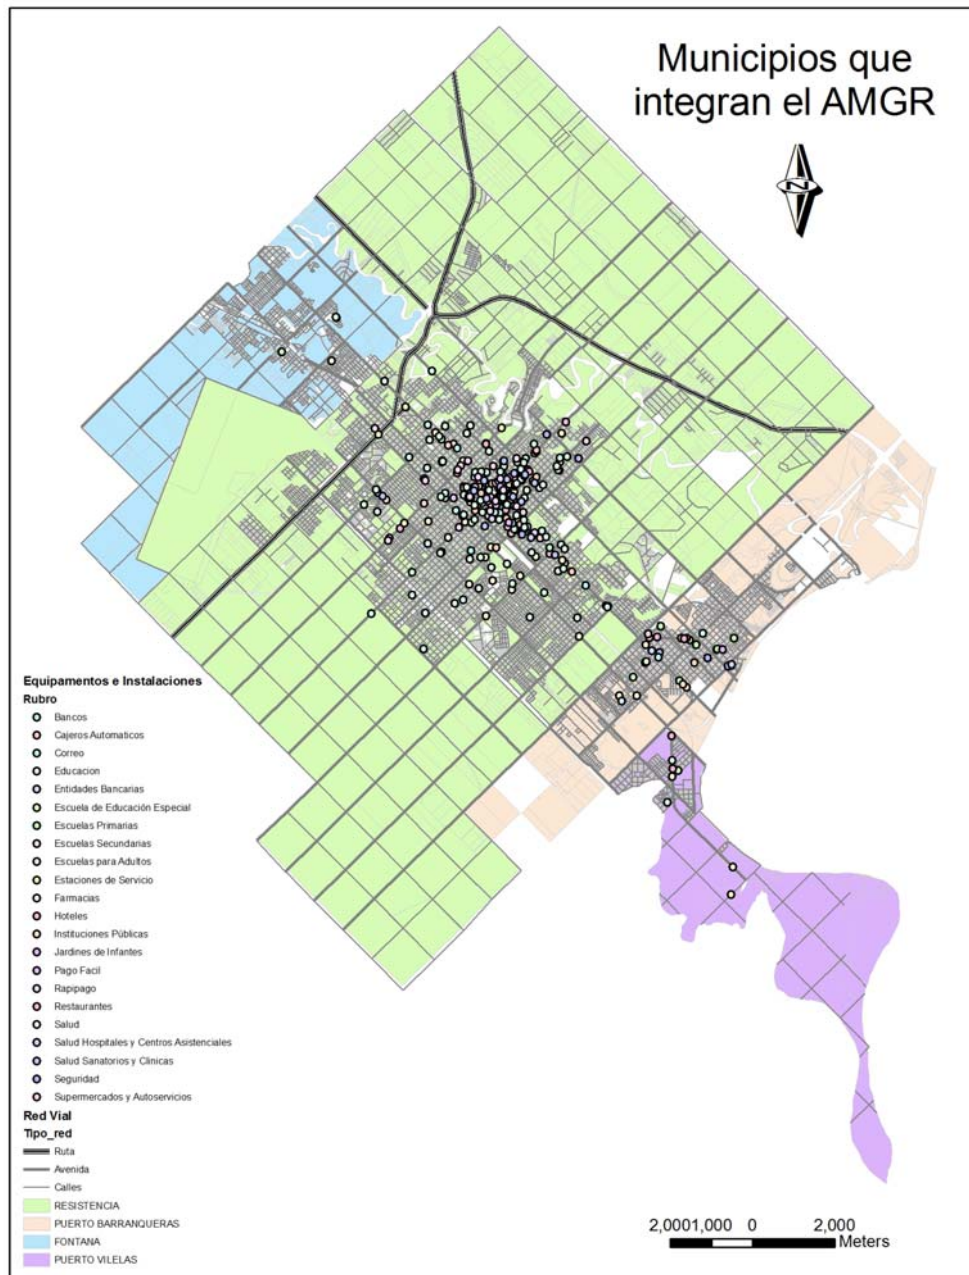 Municipios que
integran el AMGR
N
Equipamentos e Instalaciones
Rubro
Bancos
Cajeros Automaticos
Correo
Educacion
Entidades Bancarias
Escuela de Educación Especial
Escuelas Primarias
Escuelas Secundarias
Escuelas para Adultos
Estaciones de Servicio
Farmacias
Hoteles
Instituciones Públicas
Jardines de Infantes
Pago Facil
Rapipago
Restaurantes
Salud
Salud Hospitales y Centros Asistenciales
Salud Sanatorios y Clinicas
Seguridad
Supermercados y Autoservicios
Red Vial
Tipo_red
Ruta
Avenida
Calles
RESISTENCIA
PUERTO BARRANQUERAS
FONTANA
PUERTO VILELAS
2,0001,000 0 2,000
Meters